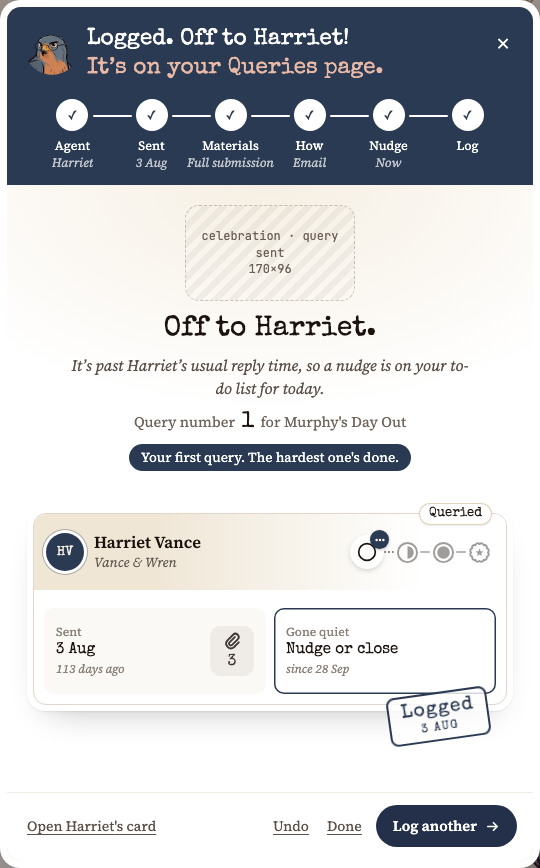 Logged. Off to Harriet!
It's on your Queries page.
Agent
Harriet
Sent
3 Aug
Materials
Full submission
How
Email
Nudge
Now
Log
celebration · query
sent
170×96
Off to Harriet.
It's past Harriet's usual reply time, so a nudge is on your to-
do list for today.
Query number 1 for Murphy's Day Out
Your first query. The hardest one's done.
Queried
HV
Harriet Vance
Vance & Wren
Sent
3 Aug
113 days ago
3
Gone quiet
Nudge or close
since 28 Sep
Logged
3 AUG
Open Harriet's card
Undo
Done
Log another →